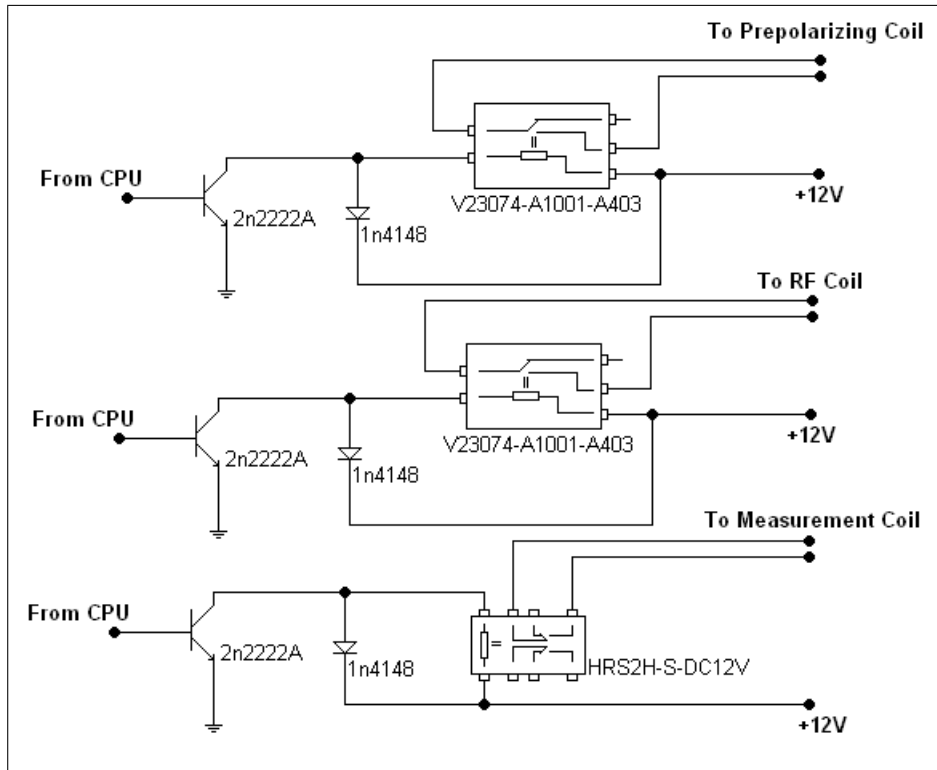 To Prepolarizing Coil
From CPU
2n2222A
1n4148
V23074-A1001-A403
+12V
To RF Coil
From CPU
2n2222A
1n4148
V23074-A1001-A403
+12V
To Measurement Coil
From CPU
2n2222A
1n4148
HRS2H-S-DC12V
+12V